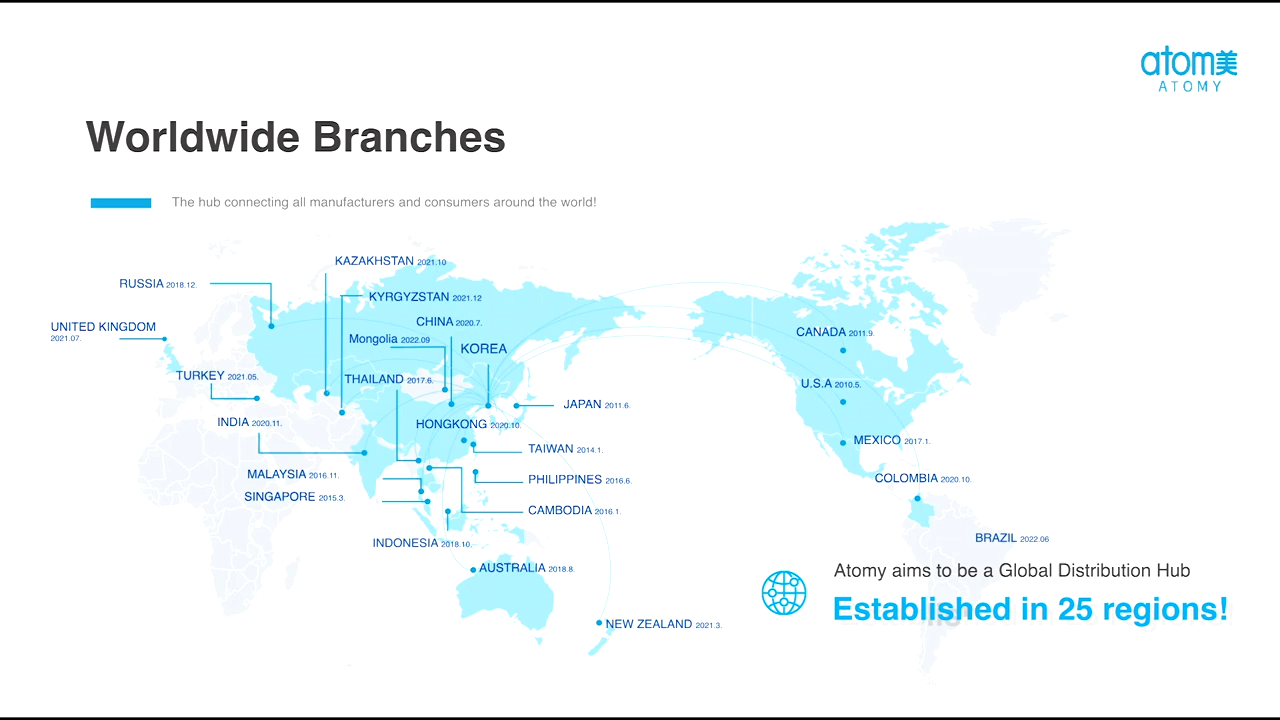 atom美
ATOMY
Worldwide Branches
The hub connecting all manufacturers and consumers around the world!
KAZAKHSTAN 2021.10
RUSSIA 2018.12.
KYRGYZSTAN 2021.12
CHINA 2020.7.
UNITED KINGDOM
2021.07.
Mongolia 2022.09
KOREA
CANADA 2011.9.
TURKEY 2021.05.
THAILAND 2017.6.
U.S.A 2010.5.
JAPAN 2011.6.
INDIA 2020.11.
HONGKONG 2020.10.
MEXICO 2017.1.
TAIWAN 2014.1.
MALAYSIA 2016.11.
PHILIPPINES 2016.6.
COLOMBIA 2020.10.
SINGAPORE 2015.3.
CAMBODIA 2016.1.
INDONESIA 2018.10.
BRAZIL 2022.06
AUSTRALIA 2018.8.
Atomy aims to be a Global Distribution Hub
Established in 25 regions!
NEW ZEALAND 2021.3.